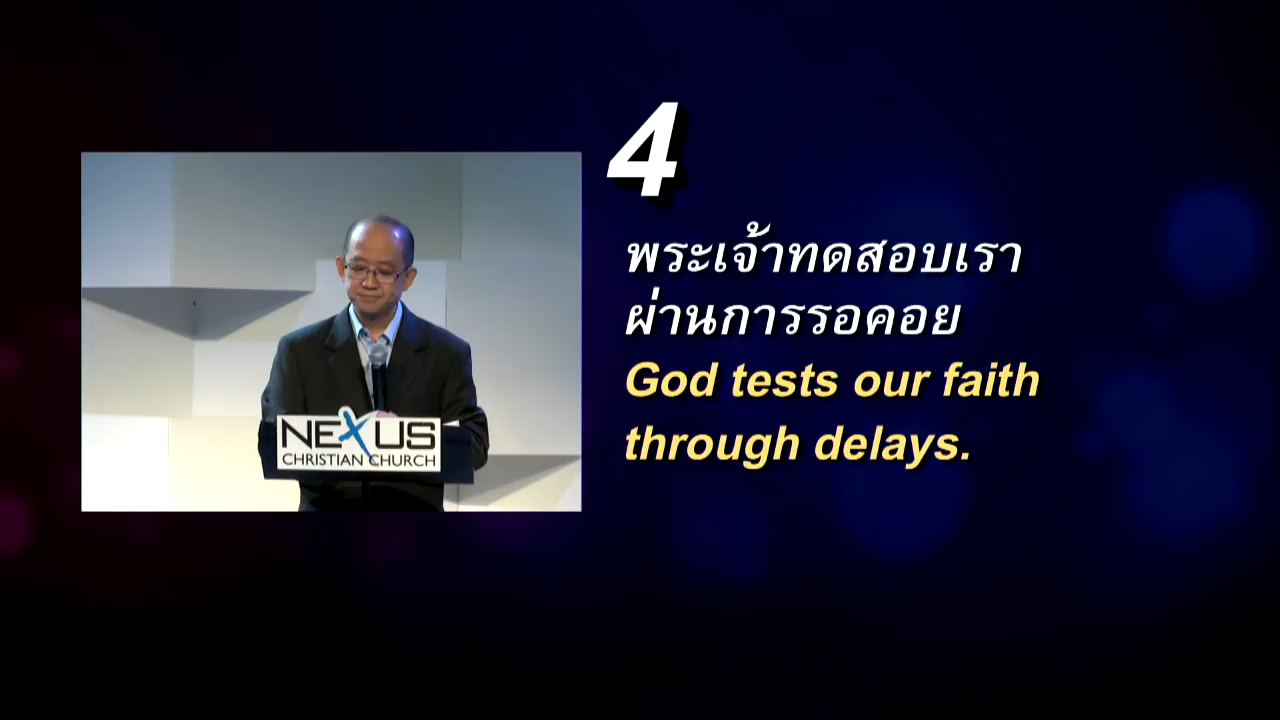 4
พระเจ้าทดสอบเรา
ผ่านการรอคอย
God tests our faith
through delays.
NEXUS
CHRISTIAN CHURCH